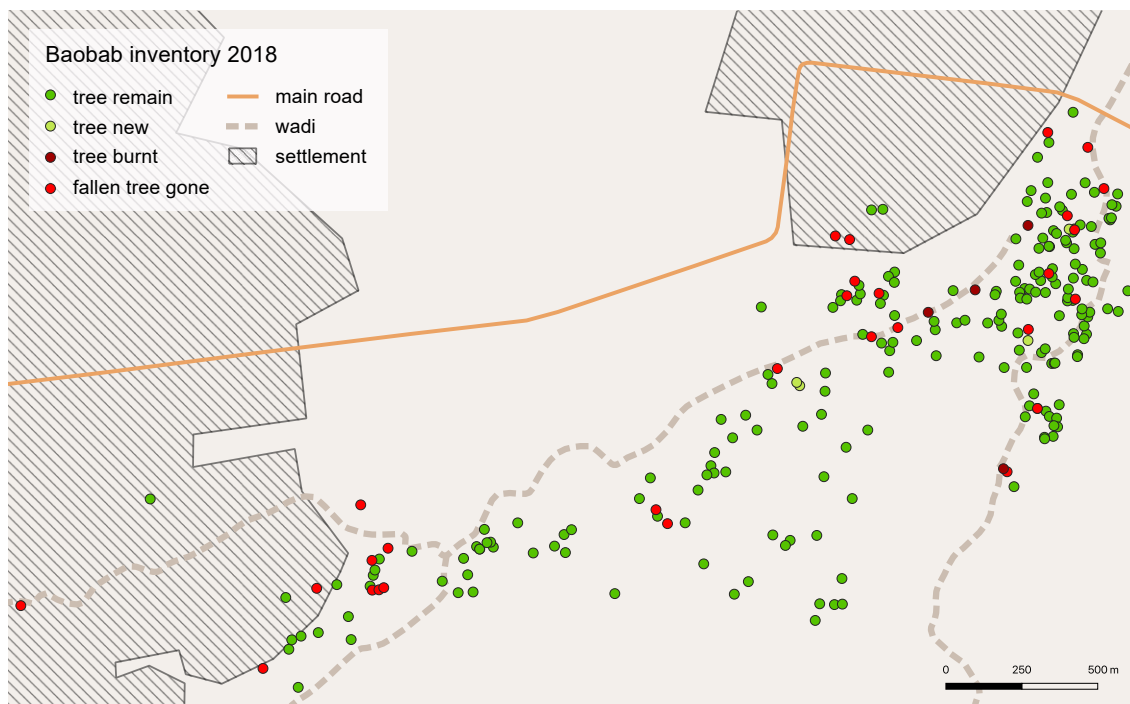 Baobab inventory 2018
tree remain
tree new
tree burnt
fallen tree gone
main road
wadi
settlement
0 250 500 m